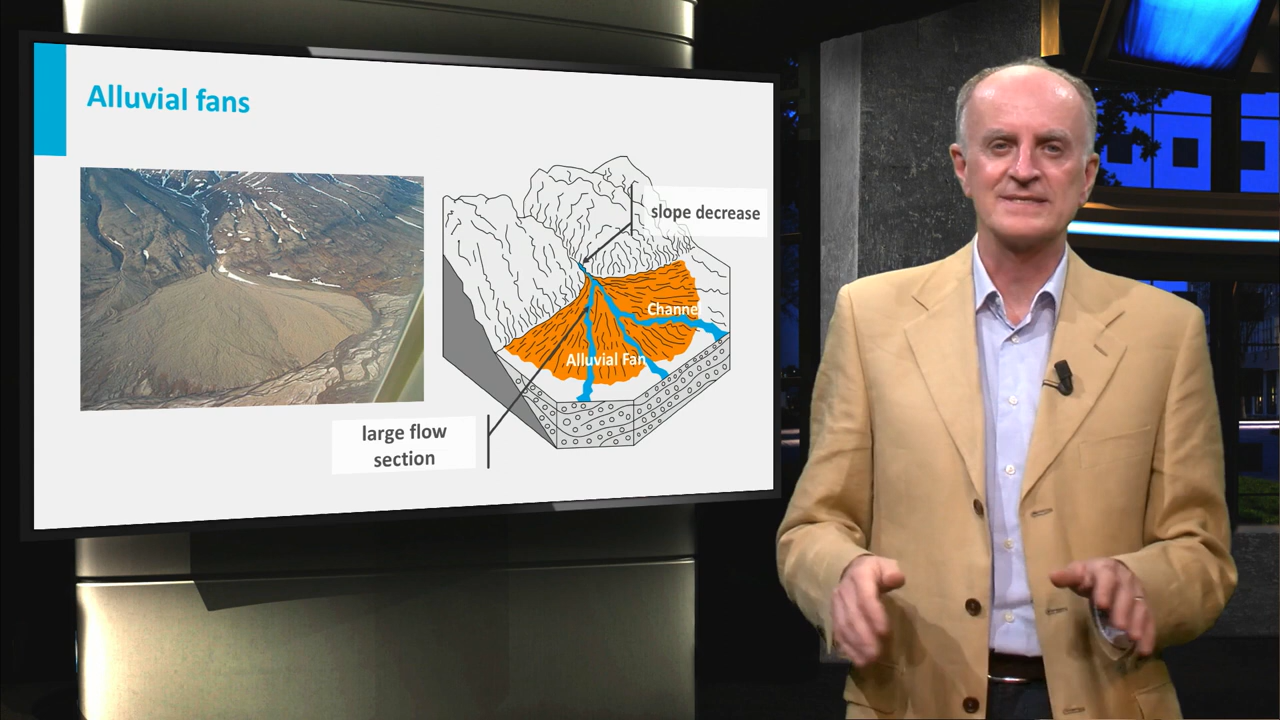 Alluvial fans
slope decrease
Channel
Alluvial Fan
large flow
section